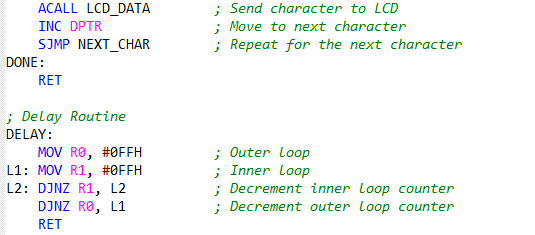 ACALL LCD_DATA ; Send character to LCD
INC DPTR ; Move to next character
SJMP NEXT_CHAR ; Repeat for the next character
DONE:
RET
; Delay Routine
DELAY:
MOV R0, #0FFH ; Outer loop
L1: MOV R1, #0FFH ; Inner loop
L2: DJNZ R1, L2 ; Decrement inner loop counter
DJNZ R0, L1 ; Decrement outer loop counter
RET